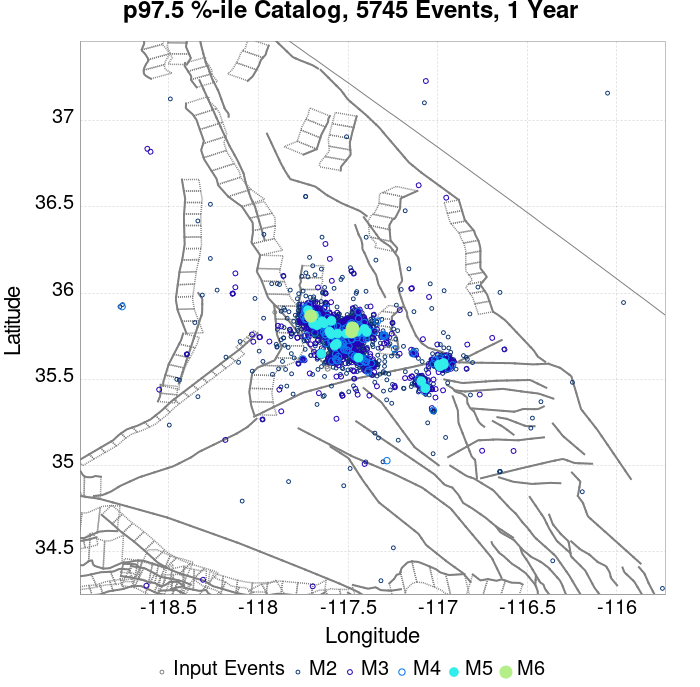 p97.5 %-ile Catalog, 5745 Events, 1 Year
37
36.5
36
35.5
35
34.5
Latitude
-118.5 -118 -117.5 -117 -116.5 -116
Longitude
Input Events M2 M3 M4 M5 M6